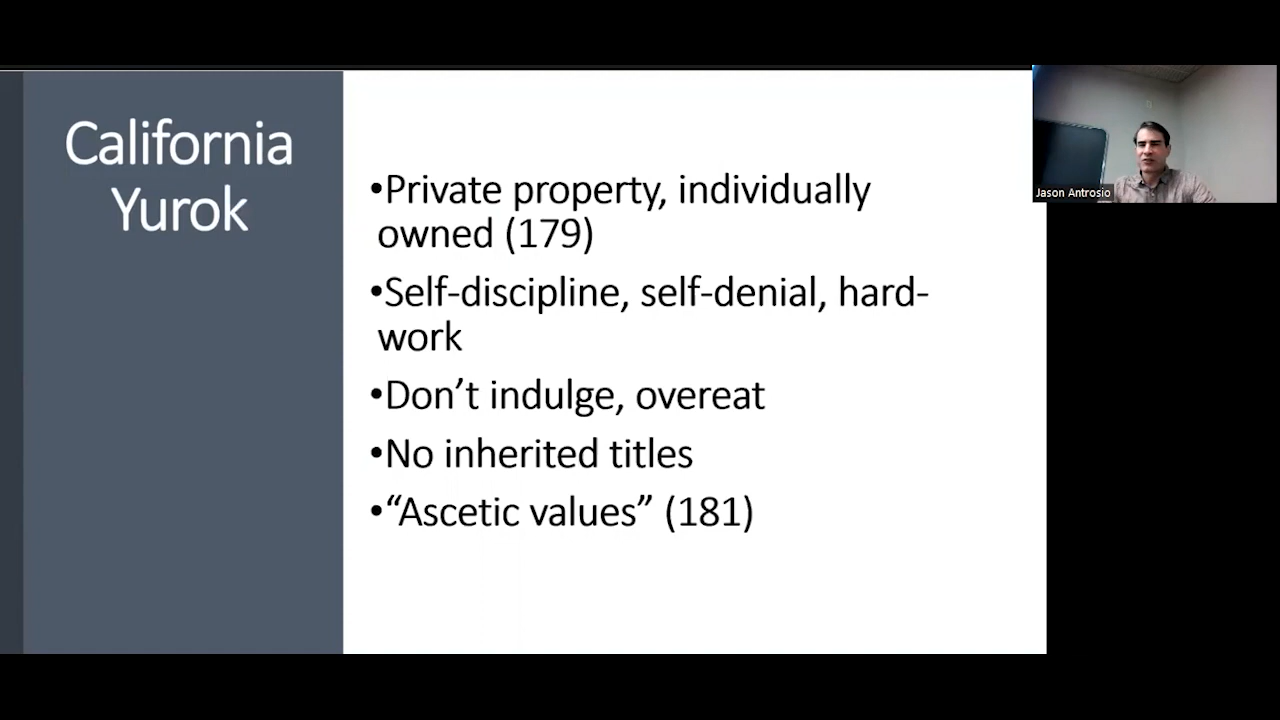 California
Yurok
•Private property, individually
owned (179)
•Self-discipline, self-denial, hard-
work
•Don’t indulge, overeat
•No inherited titles
•“Ascetic values” (181)
Jason Antrosio